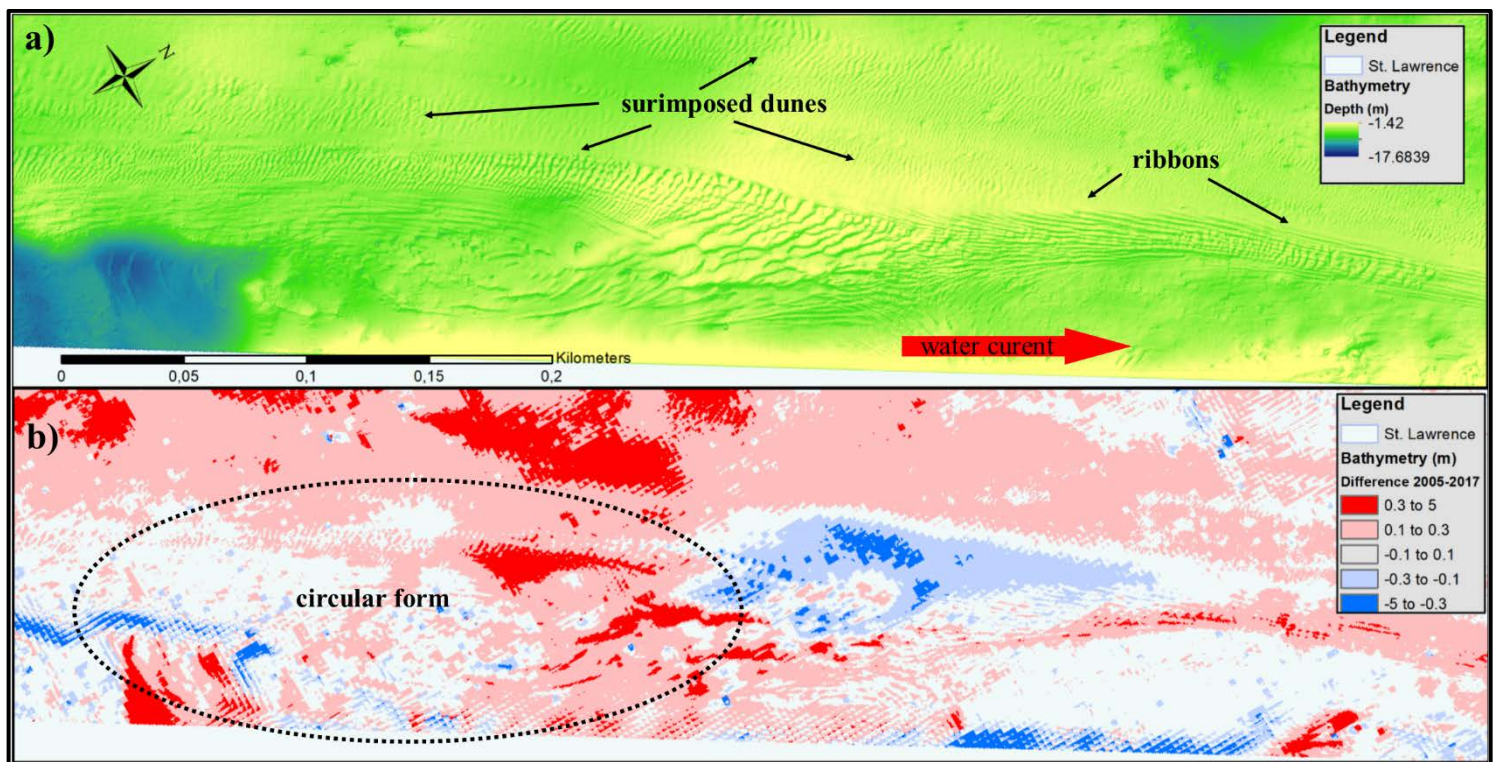 a)
N
surimposed dunes
ribbons
Legend
St. Lawrence
Bathymetry
Depth (m)
-1.42
-17.6839
water curent
Kilometers
0 0,05 0,1 0,15 0,2
b)
circular form
Legend
St. Lawrence
Bathymetry (m)
Difference 2005-2017
0.3 to 5
0.1 to 0.3
-0.1 to 0.1
-0.3 to -0.1
-5 to -0.3